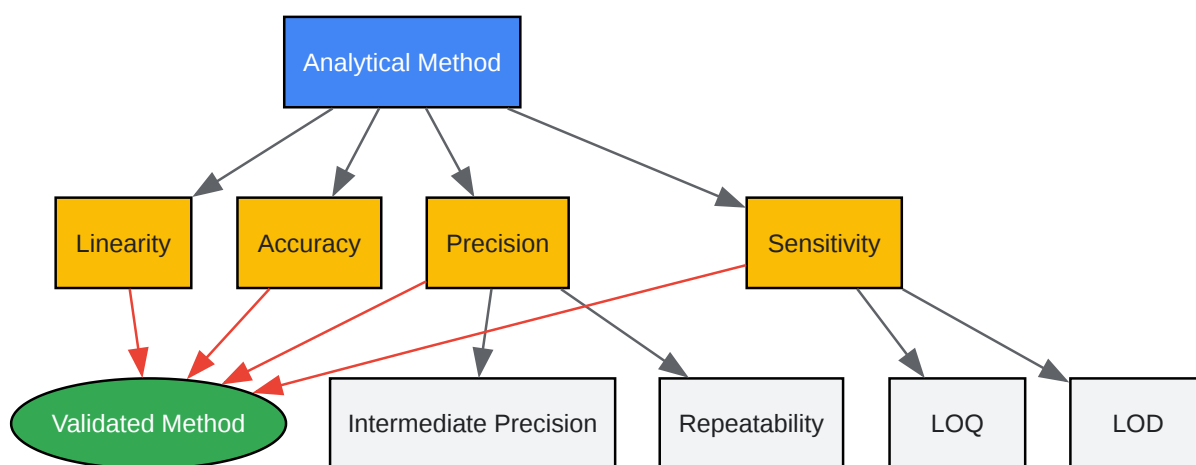 Analytical Method
Linearity
Accuracy
Precision
Sensitivity
Validated Method
Intermediate Precision
Repeatability
LOQ
LOD